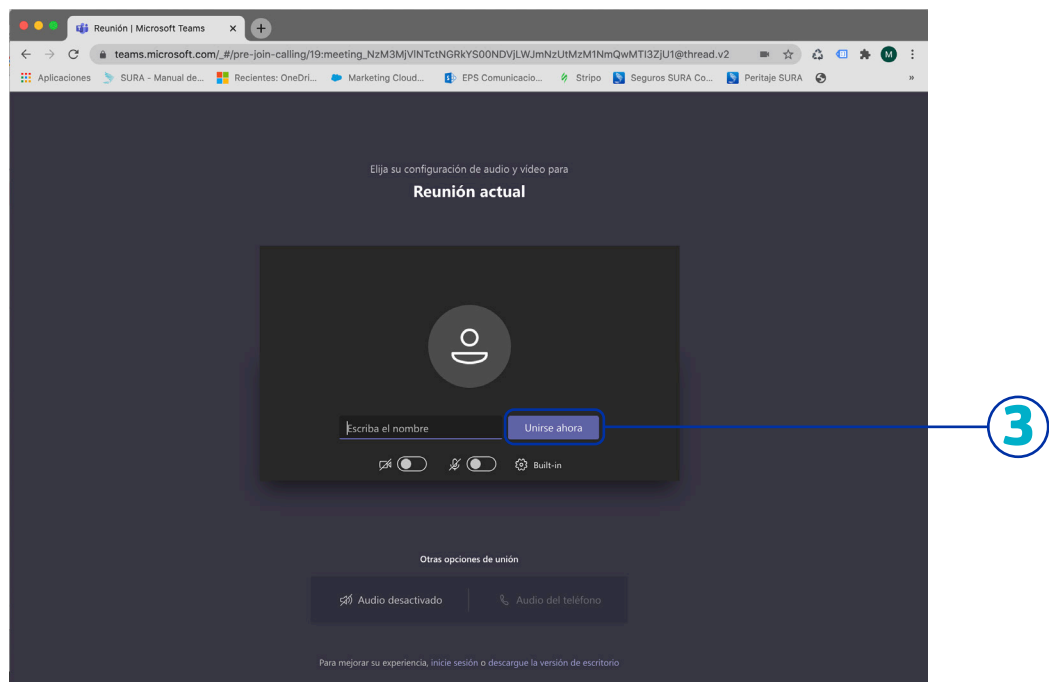 Reunión | Microsoft Teams
teams.microsoft.com/_#/pre-join-calling/19:meeting_NzM3MjVlNTctNGRkYS00NDVjLWJmNzUtMzM1NmQwMTI3ZjU1@thread.v2
M
Aplicaciones SURA - Manual de... Recientes: OneDri... Marketing Cloud... EPS Comunicacio... Stripo Seguros SURA Co... Peritaje SURA »
Elija su configuración de audio y vídeo para
Reunión actual
Escriba el nombre Unirse ahora
3
Built-in
Otras opciones de unión
Audio desactivado Audio del teléfono
Para mejorar su experiencia, inicie sesión o descargue la versión de escritorio